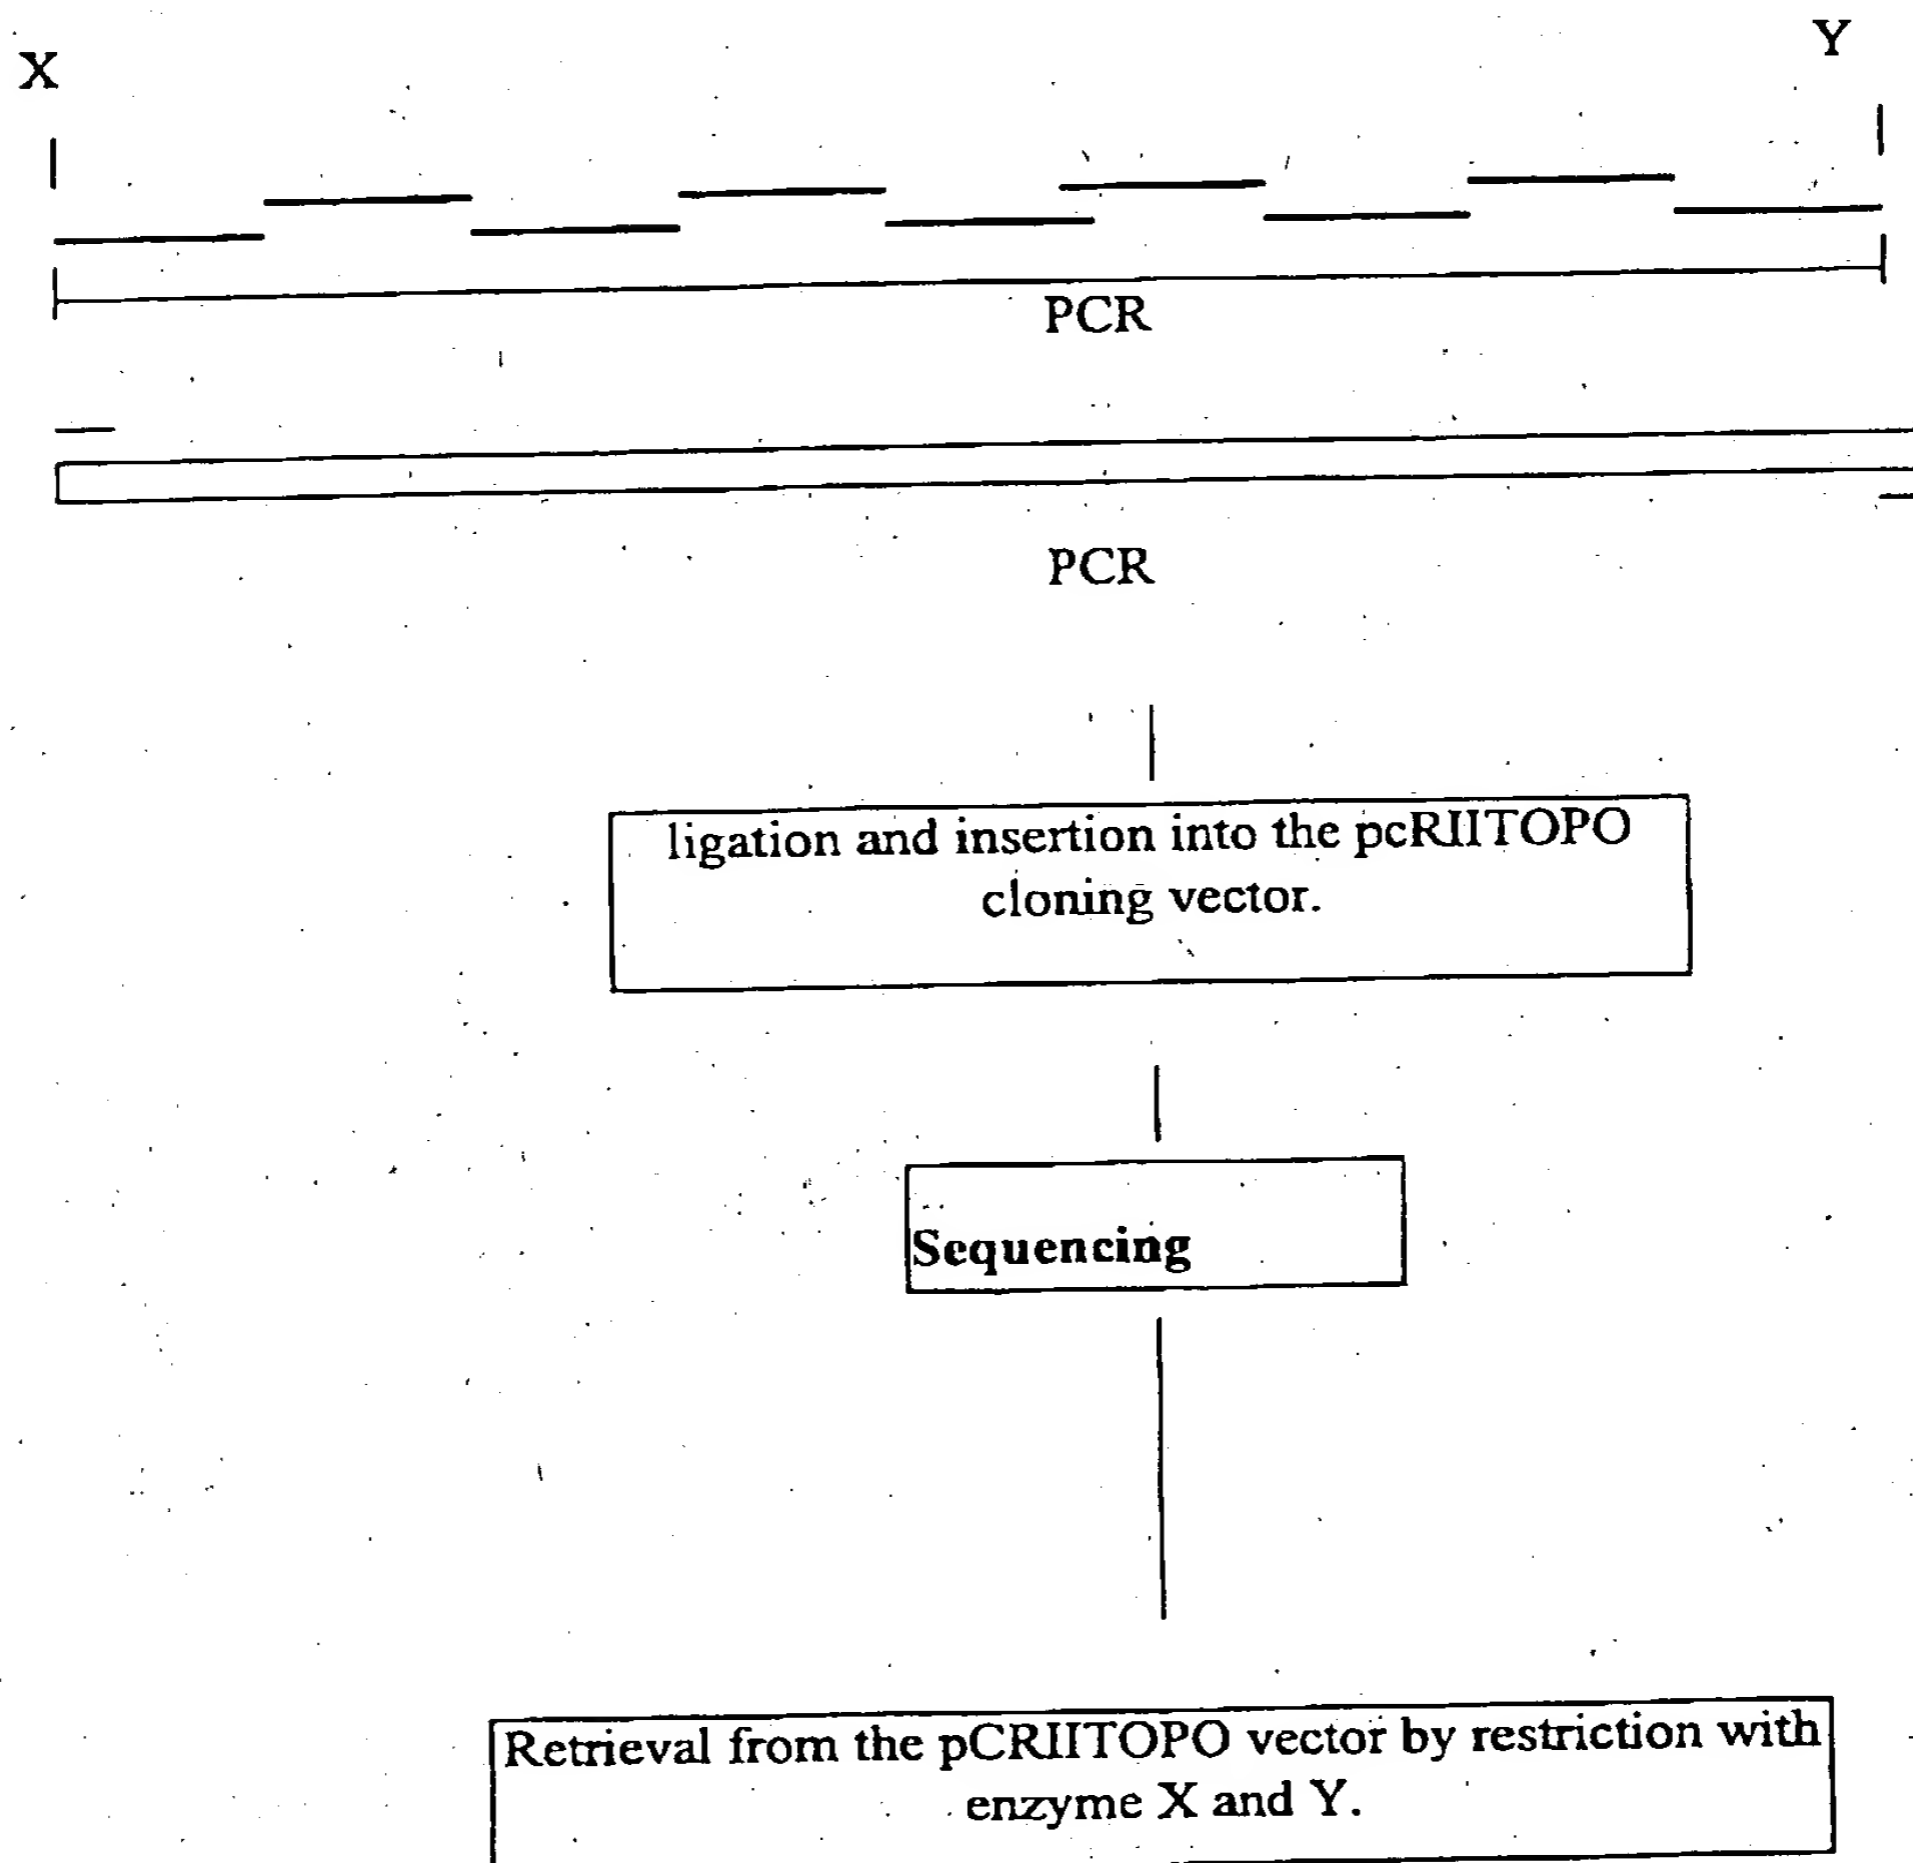 X
Y
PCR
PCR
ligation and insertion into the pcRIITOPO
cloning vector.
Sequencing
Retrieval from the pCRIITOPO vector by restriction with
enzyme X and Y.